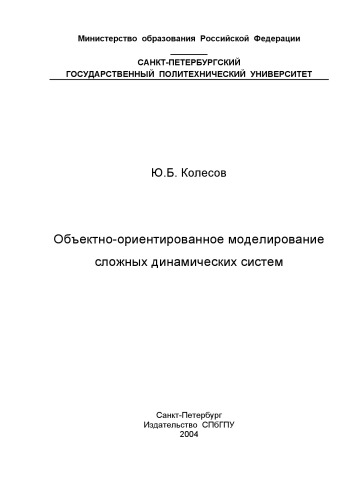 Министерство образования Российской Федерации
САНКТ-ПЕТЕРБУРГСКИЙ
ГОСУДАРСТВЕННЫЙ ПОЛИТЕХНИЧЕСКИЙ УНИВЕРСИТЕТ
Ю.Б. Колесов
Объектно-ориентированное моделирование
сложных динамических систем
Санкт-Петербург
Издательство СПбГПУ
2004